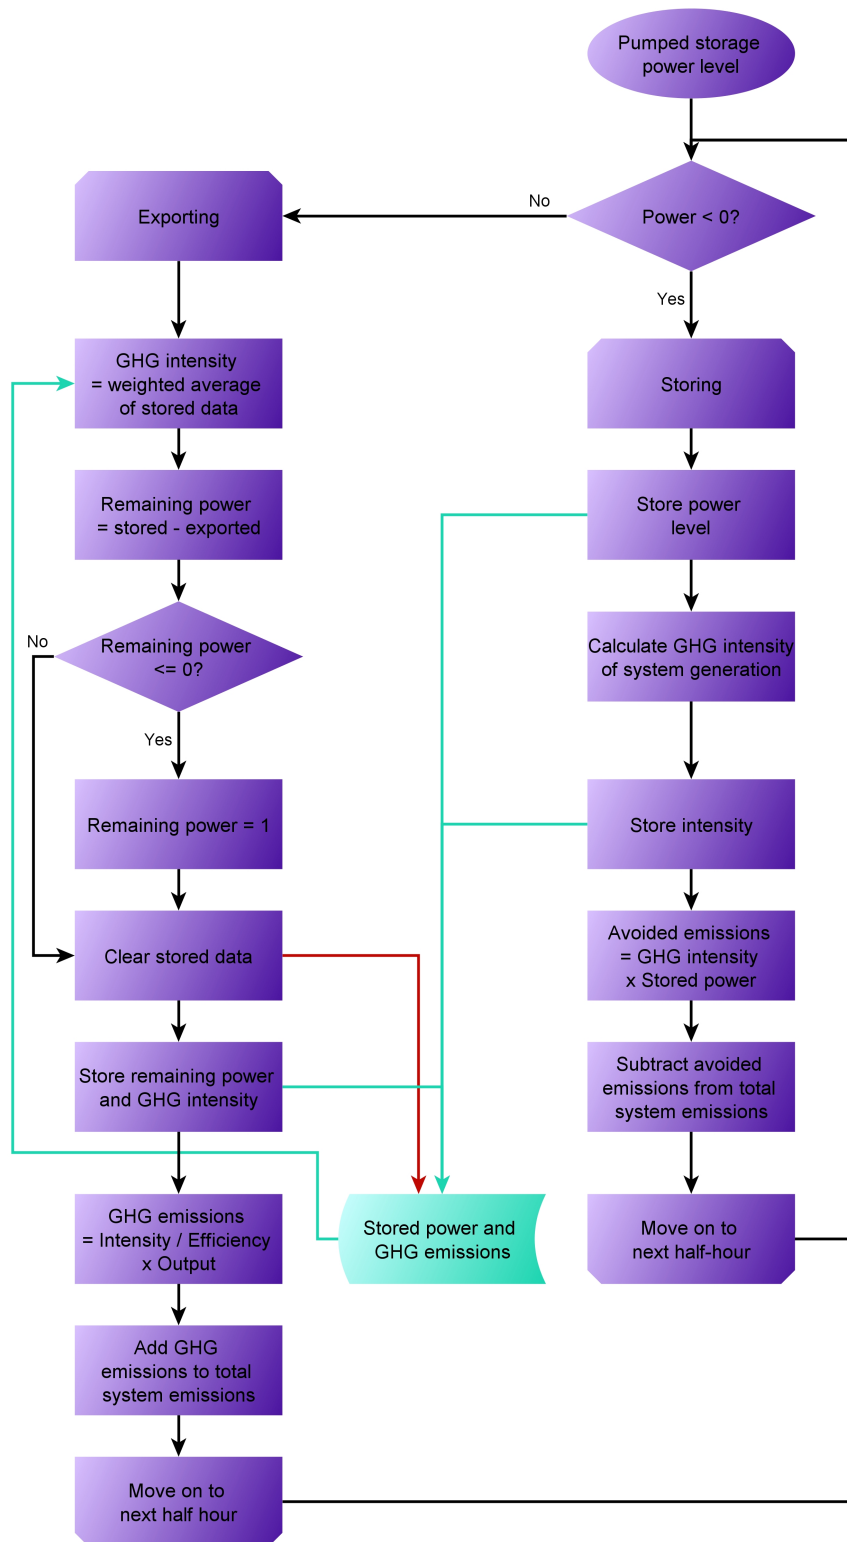 Pumped storage
power level
Power < 0?
No
Yes
Exporting
GHG intensity
= weighted average
of stored data
Remaining power
= stored - exported
Remaining power
<= 0?
No
Yes
Remaining power = 1
Clear stored data
Store remaining power
and GHG intensity
GHG emissions
= Intensity / Efficiency
x Output
Add GHG
emissions to total
system emissions
Move on to
next half hour
Storing
Store power
level
Calculate GHG intensity
of system generation
Store intensity
Avoided emissions
= GHG intensity
x Stored power
Subtract avoided
emissions from total
system emissions
Move on to
next half-hour
Stored power and
GHG emissions